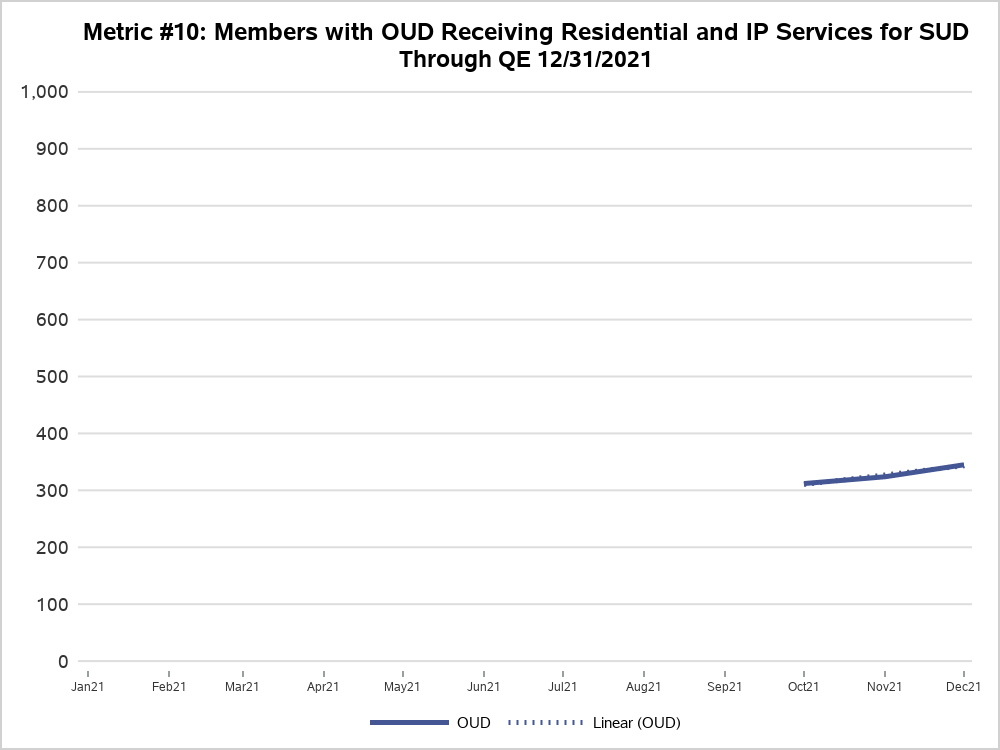 Metric #10: Members with OUD Receiving Residential and IP Services for SUD
Through QE 12/31/2021
1,000
900
800
700
600
500
400
300
200
100
0
Jan21 Feb21 Mar21 Apr21 May21 Jun21 Jul21 Aug21 Sep21 Oct21 Nov21 Dec21
OUD Linear (OUD)